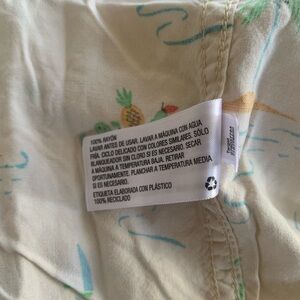 100% RAYÓN
LAVAR ANTES DE USAR. LAVAR A MÁQUINA CON AGUA
FRÍA. CICLO DELICADO CON COLORES SIMILARES. SÓLO
BLANQUEADOR SIN CLORO SI ES NECESARIO. SECAR
A MÁQUINA A TEMPERATURA BAJA. RETIRAR
OPORTUNAMENTE. PLANCHAR A TEMPERATURA MEDIA
SI ES NECESARIO.
ETIQUETA ELABORADA CON PLÁSTICO
100% RECICLADO